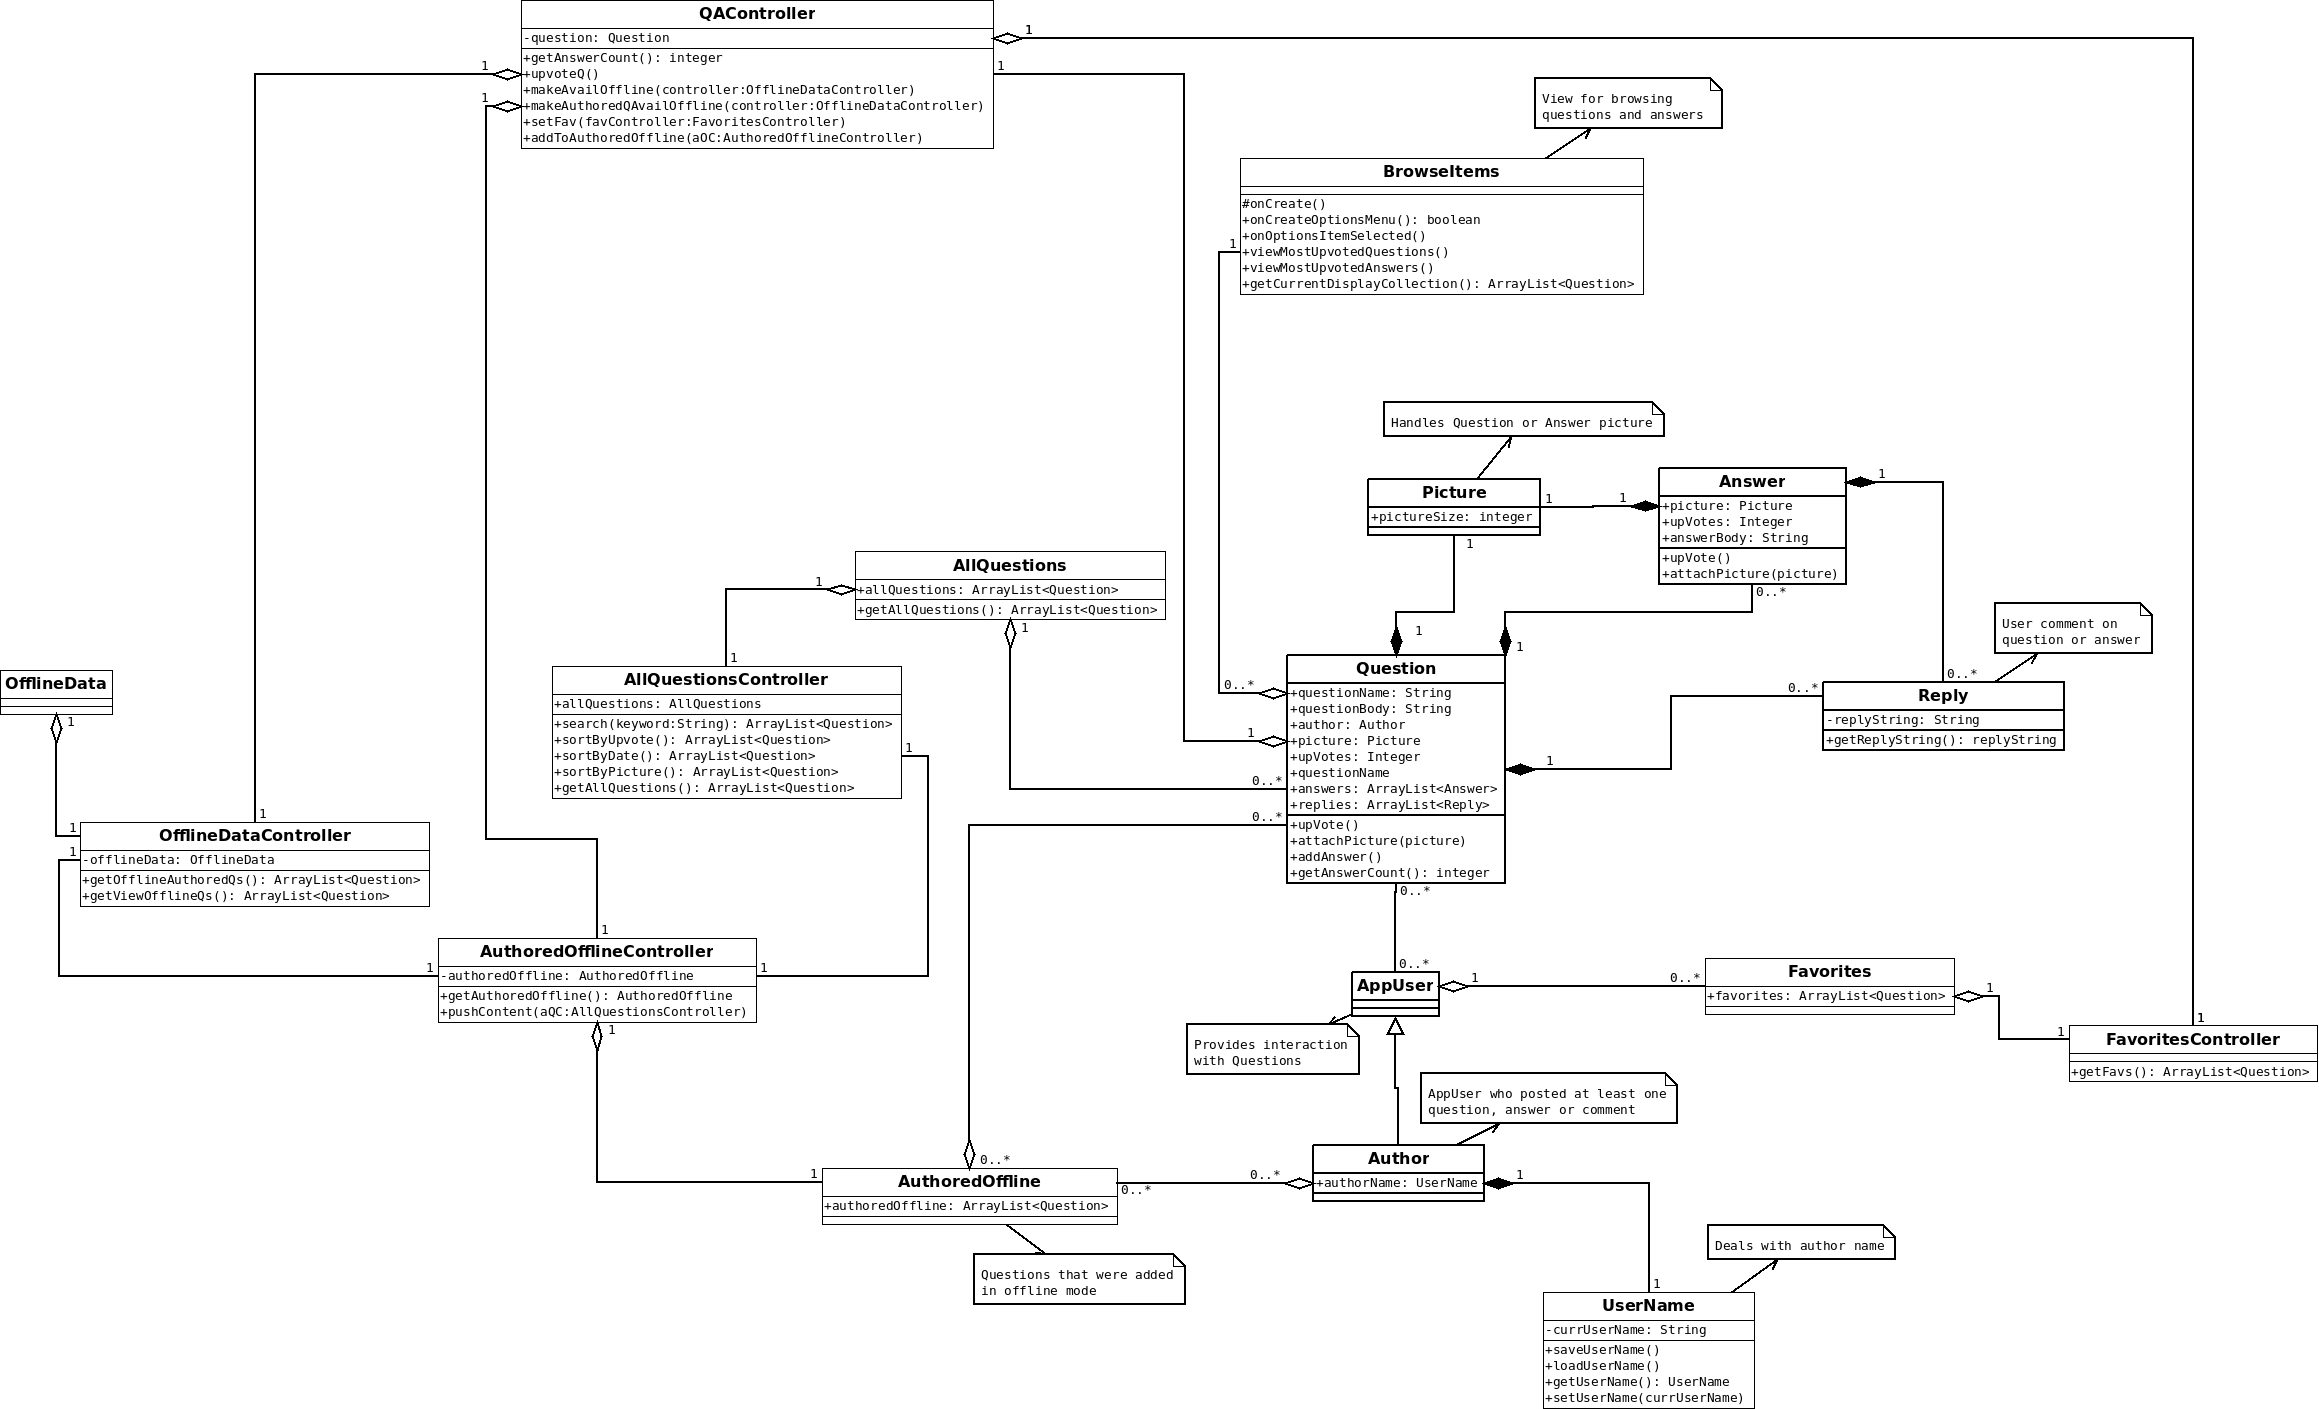 QAController
-question: Question
+getAnswerCount(): integer
+upvoteQ()
+makeAvailOffline(controller:OfflineDataController)
+makeAuthoredQAvailOffline(controller:OfflineDataController)
+setFav(favController:FavoritesController)
+addToAuthoredOffline(aOC:AuthoredOfflineController)
1
1
1
1
View for browsing
questions and answers
BrowseItems
#onCreate()
+onCreateOptionsMenu(): boolean
+onOptionsItemSelected()
+viewMostUpvotedQuestions()
+viewMostUpvotedAnswers()
+getCurrentDisplayCollection(): ArrayList<Question>
1
Handles Question or Answer picture
Picture
+pictureSize: integer
1
1
1
Answer
+picture: Picture
+upVotes: Integer
+answerBody: String
+upVote()
+attachPicture(picture)
1
0..*
AllQuestions
+allQuestions: ArrayList<Question>
+getAllQuestions(): ArrayList<Question>
1
1
1
AllQuestionsController
+allQuestions: AllQuestions
+search(keyword:String): ArrayList<Question>
+sortByUpvote(): ArrayList<Question>
+sortByDate(): ArrayList<Question>
+sortByPicture(): ArrayList<Question>
+getAllQuestions(): ArrayList<Question>
1
User comment on
question or answer
0..*
0..*
Reply
-replyString: String
+getReplyString(): replyString
1
1
Question
+questionName: String
+questionBody: String
+author: Author
+picture: Picture
+upVotes: Integer
+questionName
+answers: ArrayList<Answer>
+replies: ArrayList<Reply>
+upVote()
+attachPicture(picture)
+addAnswer()
+getAnswerCount(): integer
0..*
1
0..*
0..*
1
0..*
OfflineData
1
1
1
1
OfflineDataController
-offlineData: OfflineData
+getOfflineAuthoredQs(): ArrayList<Question>
+getViewOfflineQs(): ArrayList<Question>
1
1
1
AuthoredOfflineController
-authoredOffline: AuthoredOffline
+getAuthoredOffline(): AuthoredOffline
+pushContent(aQC:AllQuestionsController)
1
0..*
AppUser
1
0..*
Favorites
+favorites: ArrayList<Question>
1
1
1
FavoritesController
+getFavs(): ArrayList<Question>
Provides interaction
with Questions
AppUser who posted at least one
question, answer or comment
Author
+authorName: UserName
1
0..*
0..*
0..*
1
AuthoredOffline
+authoredOffline: ArrayList<Question>
Questions that were added
in offline mode
Deals with author name
1
UserName
-currUserName: String
+saveUserName()
+loadUserName()
+getUserName(): UserName
+setUserName(currUserName)